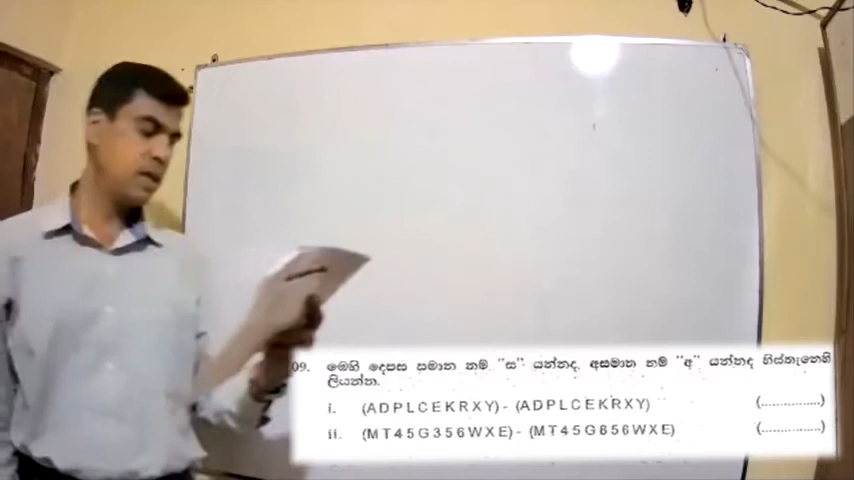 09. මෙහි දෙපස සමාන නම් "ස" යන්නද, අසමාන නම් "අ" යන්නද හිස්තැනෙහි
ලියන්න.
i. (ADPLCEKRXY) - (ADPLCEKRXY) (................)
ii. (MT45G356WXE) - (MT45G856WXE) (................)